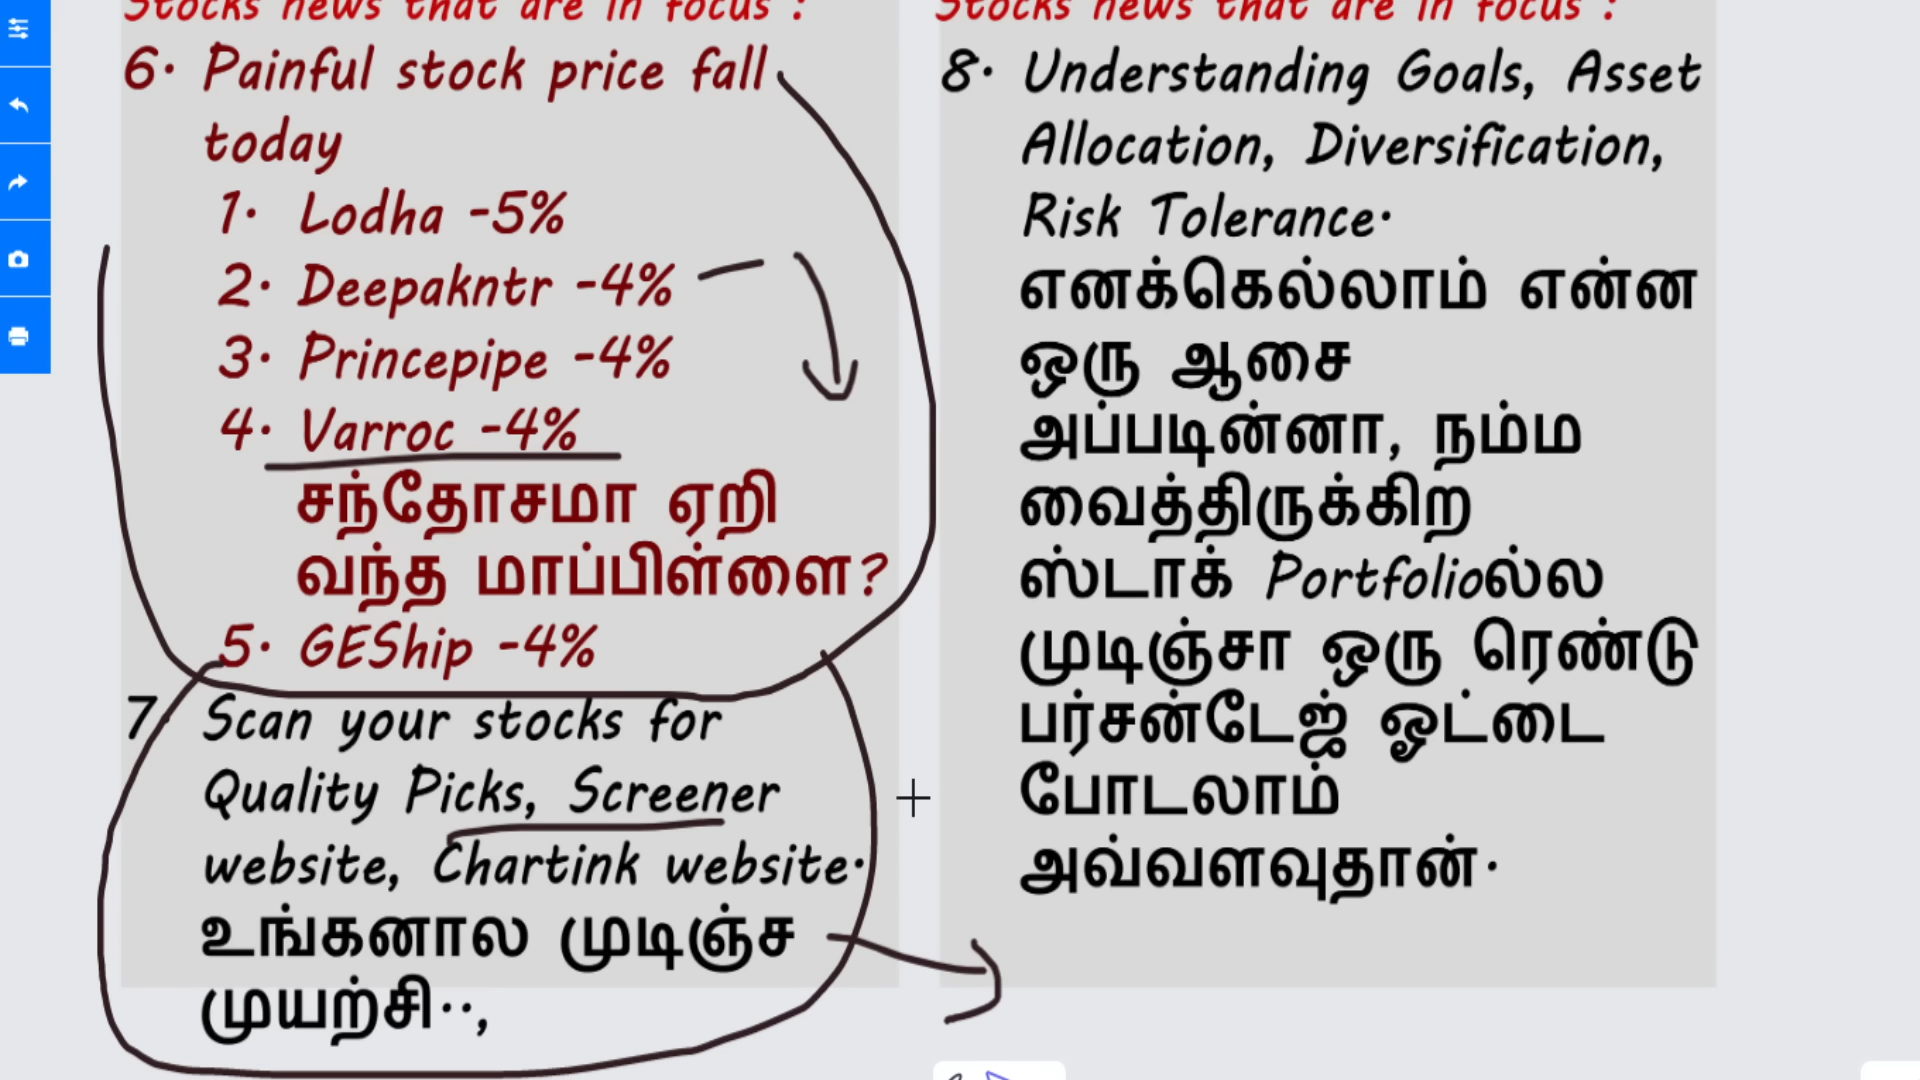 Stocks news that are in focus :
6. Painful stock price fall
today
1. Lodha -5%
2. Deepakntr -4%
3. Princepipe -4%
4. Varroc -4%
சந்தோசமா ஏறி
வந்த மாப்பிள்ளை?
5. GEShip -4%
7. Scan your stocks for
Quality Picks, Screener
website, Chartink website.
உங்கனால முடிஞ்ச
முயற்சி..,
Stocks news that are in focus :
8. Understanding Goals, Asset
Allocation, Diversification,
Risk Tolerance.
எனக்கெல்லாம் என்ன
ஒரு ஆசை
அப்படின்னா, நம்ம
வைத்திருக்கிற
ஸ்டாக் Portfolioல்ல
முடிஞ்சா ஒரு ரெண்டு
பர்சன்டேஜ் ஓட்டை
போடலாம்
அவ்வளவுதான்.